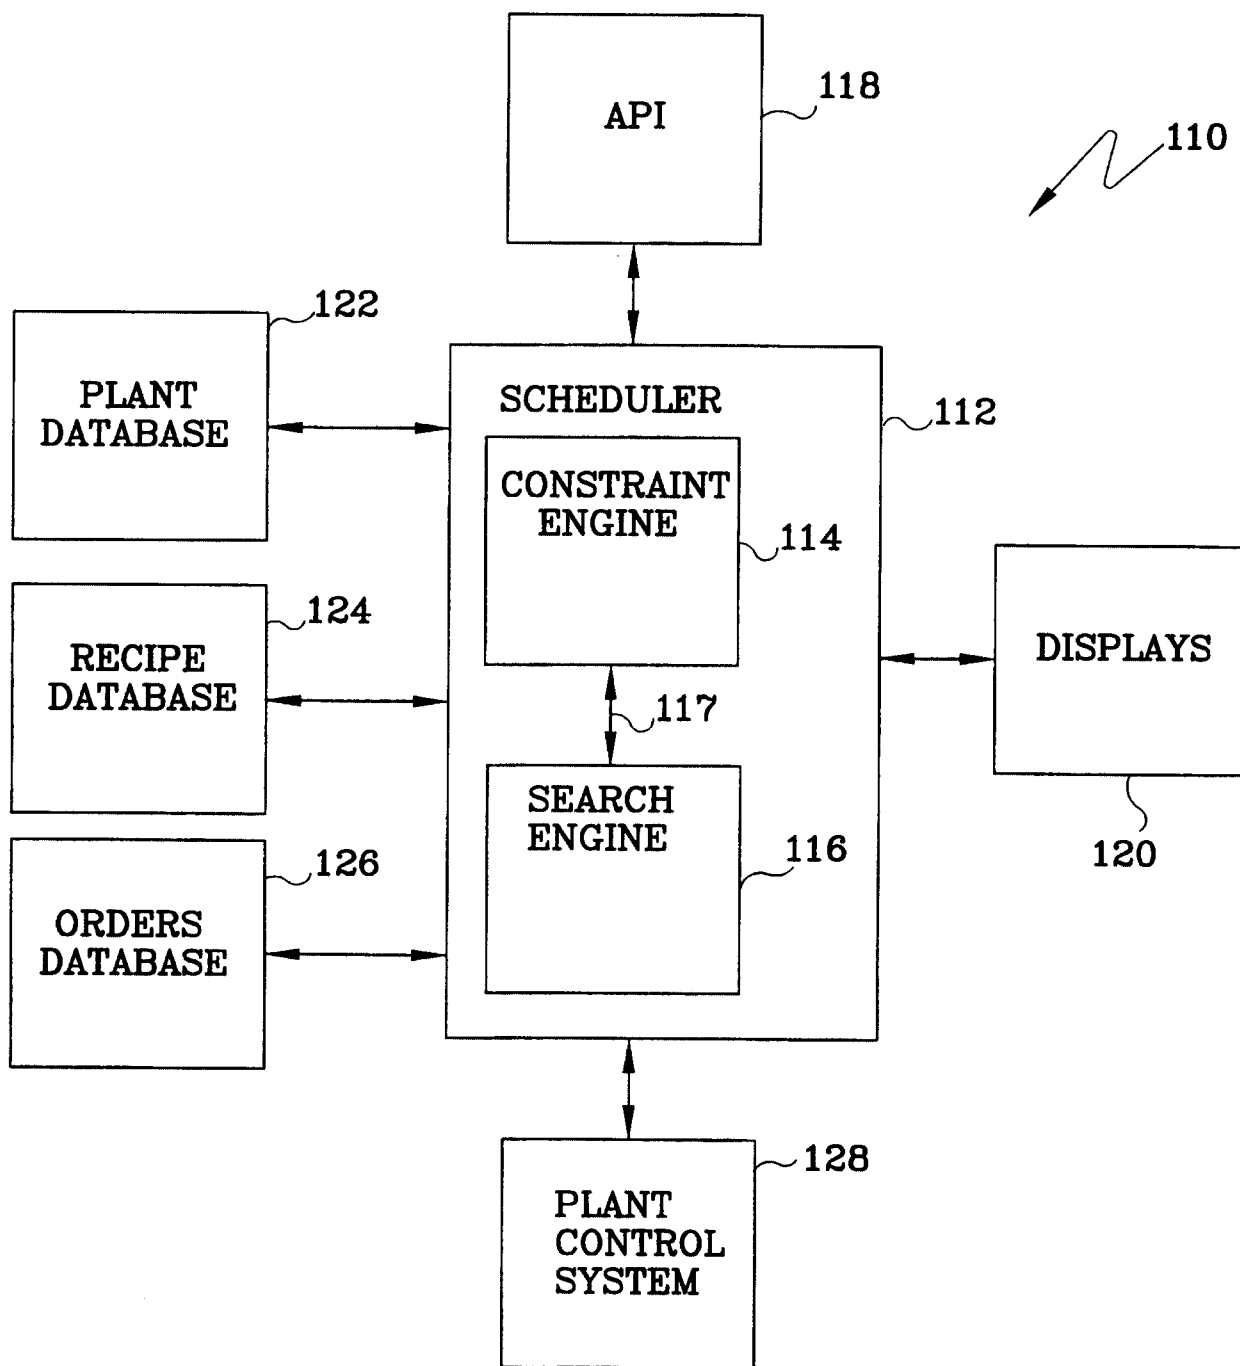 API
118
110
122
PLANT
DATABASE
SCHEDULER
112
CONSTRAINT
ENGINE
114
124
RECIPE
DATABASE
DISPLAYS
117
120
SEARCH
ENGINE
116
126
ORDERS
DATABASE
128
PLANT
CONTROL
SYSTEM